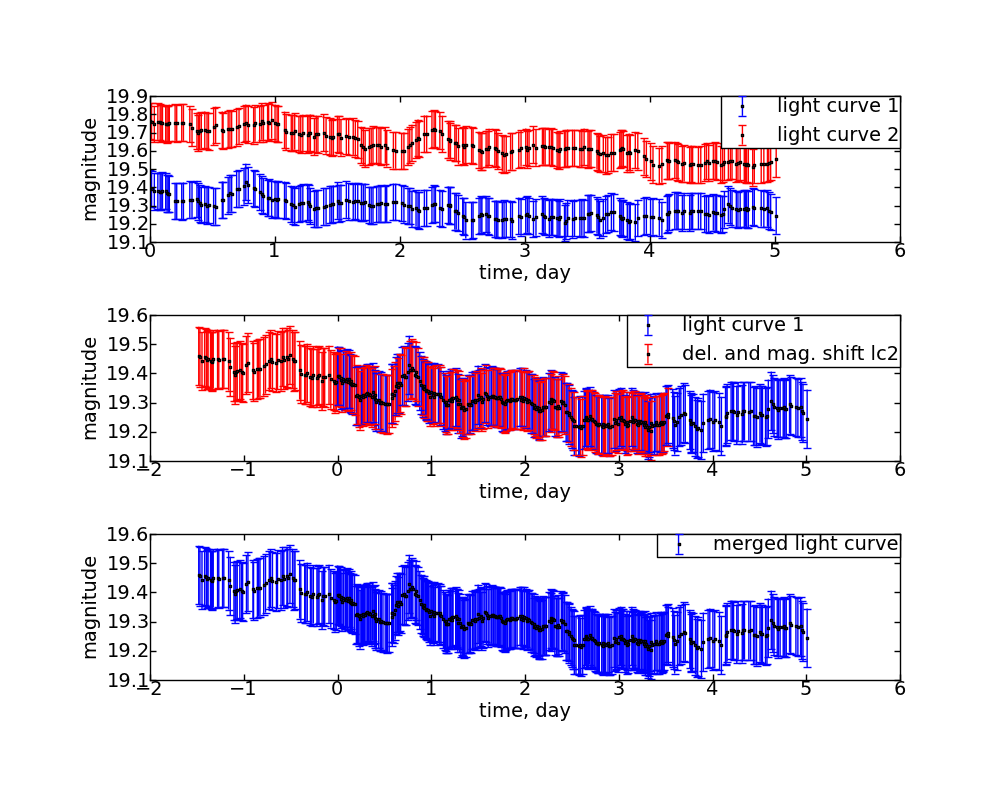 19.9
19.8
19.7
19.6
19.5
19.4
19.3
19.2
19.1
magnitude
light curve 1
light curve 2
0 1 2 3 4 5 6
time, day
19.6
19.5
19.4
19.3
19.2
19.1
magnitude
light curve 1
del. and mag. shift lc2
−2 −1 0 1 2 3 4 5 6
time, day
19.6
19.5
19.4
19.3
19.2
19.1
magnitude
merged light curve
−2 −1 0 1 2 3 4 5 6
time, day